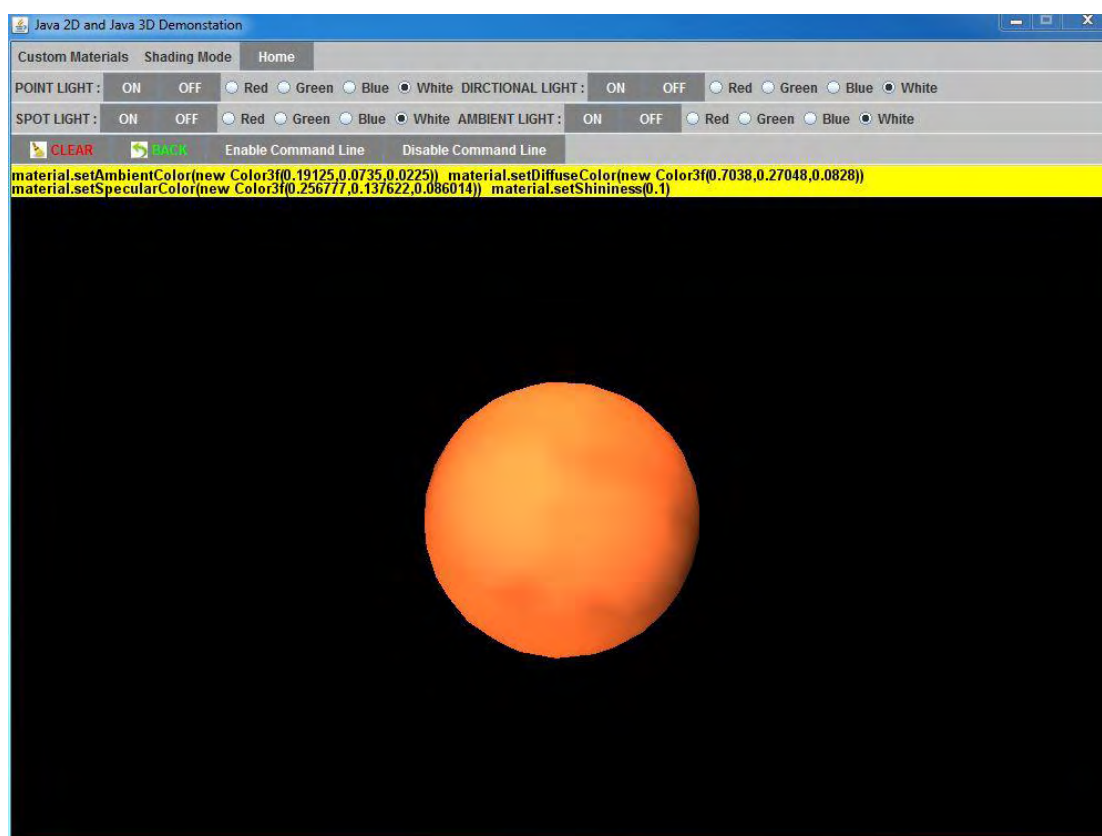 Java 2D and Java 3D Demonstation
Custom Materials Shading Mode Home
POINT LIGHT : ON OFF Red Green Blue White DIRCTIONAL LIGHT : ON OFF Red Green Blue White
SPOT LIGHT : ON OFF Red Green Blue White AMBIENT LIGHT : ON OFF Red Green Blue White
CLEAR BACK Enable Command Line Disable Command Line
material.setAmbientColor(new Color3f(0.19125,0.0735,0.0225)) material.setDiffuseColor(new Color3f(0.7038,0.27048,0.0828))
material.setSpecularColor(new Color3f(0.256777,0.137622,0.086014)) material.setShininess(0.1)